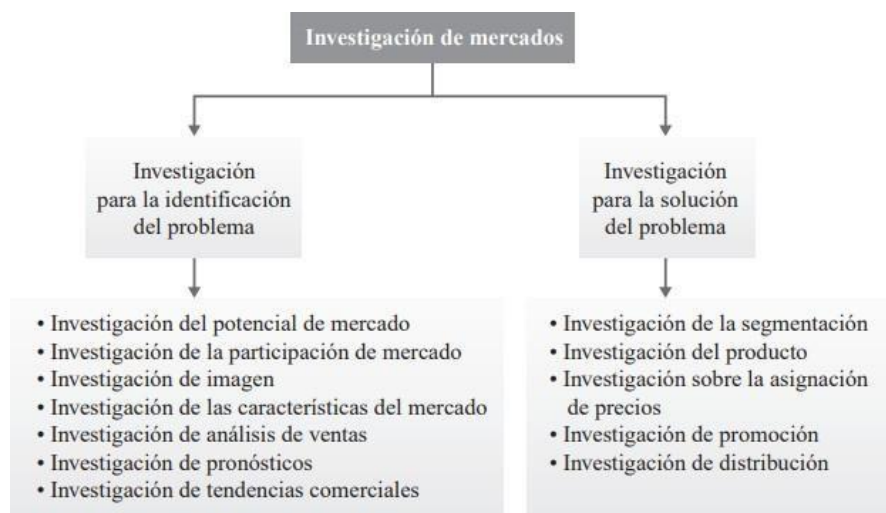 Investigación de mercados
Investigación
para la identificación
del problema
Investigación
para la solución
del problema
• Investigación del potencial de mercado
• Investigación de la participación de mercado
• Investigación de imagen
• Investigación de las características del mercado
• Investigación de análisis de ventas
• Investigación de pronósticos
• Investigación de tendencias comerciales
• Investigación de la segmentación
• Investigación del producto
• Investigación sobre la asignación
de precios
• Investigación de promoción
• Investigación de distribución